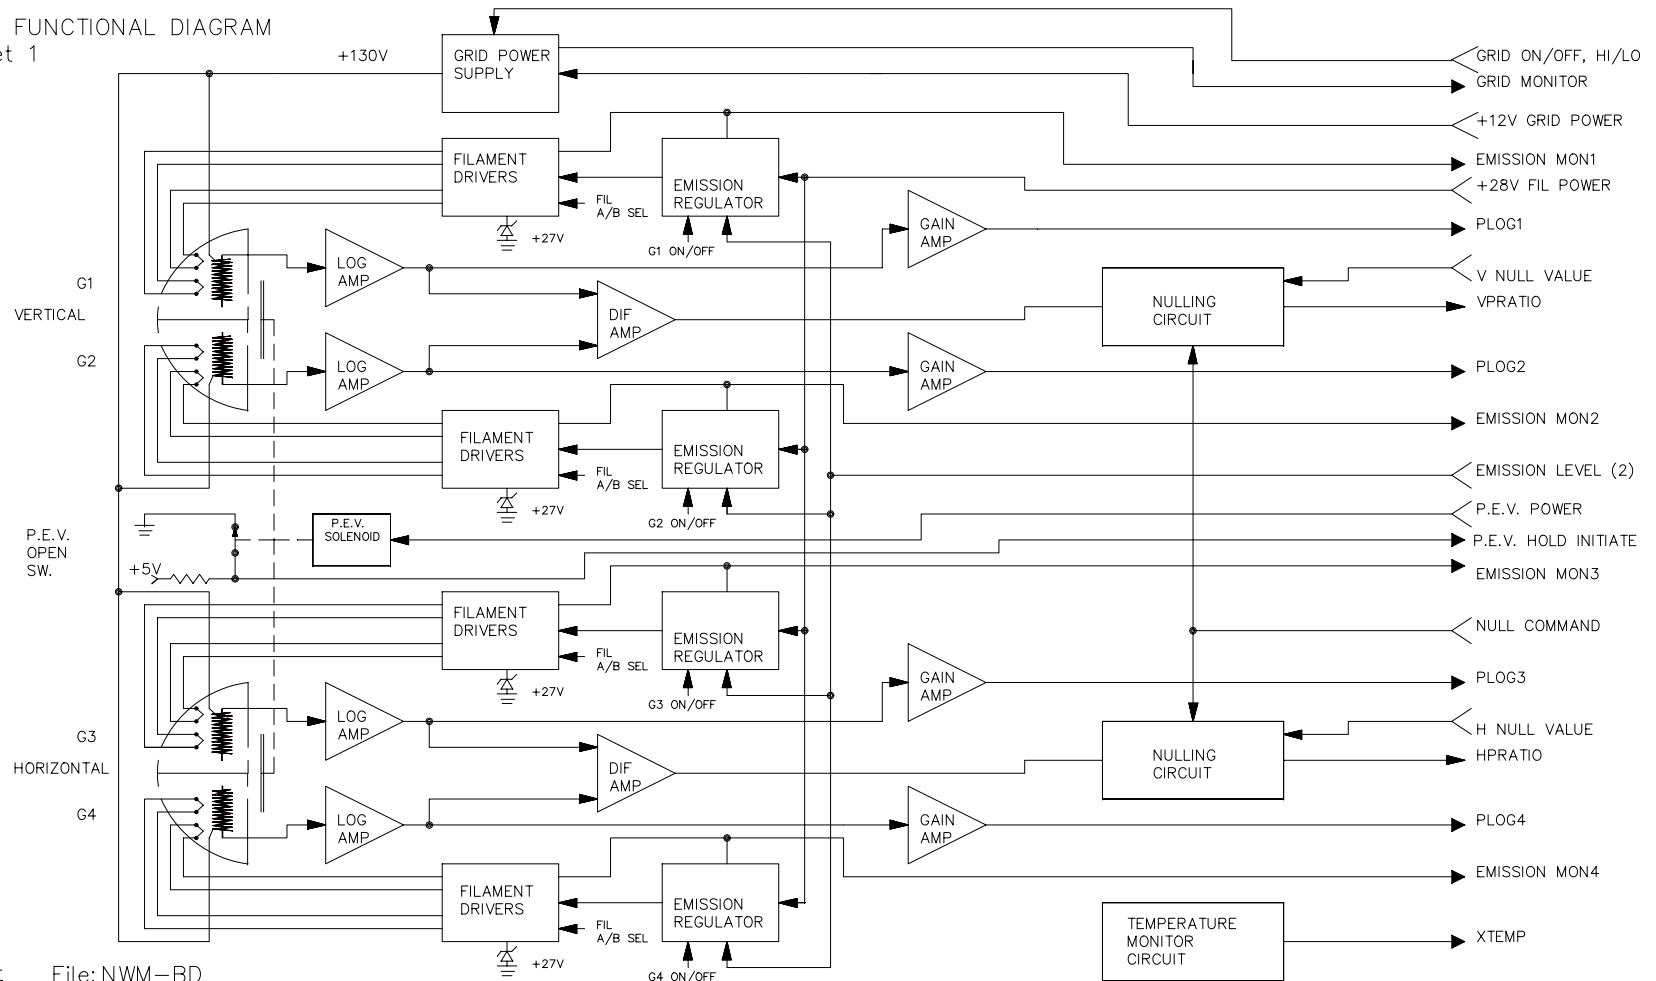 FUNCTIONAL DIAGRAM
et 1
+130V
GRID POWER
SUPPLY
GRID ON/OFF, HI/LO
GRID MONITOR
+12V GRID POWER
FILAMENT
DRIVERS
EMISSION
REGULATOR
EMISSION MON1
+28V FIL POWER
FIL
A/B SEL
+27V
G1 ON/OFF
GAIN
AMP
PLOG1
G1
LOG
AMP
V NULL VALUE
VERTICAL
DIF
AMP
NULLING
CIRCUIT
VPRATIO
G2
LOG
AMP
GAIN
AMP
PLOG2
EMISSION MON2
FILAMENT
DRIVERS
EMISSION
REGULATOR
FIL
A/B SEL
EMISSION LEVEL (2)
+27V
G2 ON/OFF
P.E.V.
OPEN
SW.
P.E.V.
SOLENOID
P.E.V. POWER
P.E.V. HOLD INITIATE
+5V
EMISSION MON3
FILAMENT
DRIVERS
EMISSION
REGULATOR
NULL COMMAND
FIL
A/B SEL
+27V
G3 ON/OFF
GAIN
AMP
PLOG3
G3
LOG
AMP
H NULL VALUE
HORIZONTAL
DIF
AMP
NULLING
CIRCUIT
HPRATIO
G4
LOG
AMP
GAIN
AMP
PLOG4
EMISSION MON4
FILAMENT
DRIVERS
EMISSION
REGULATOR
FIL
A/B SEL
+27V
G4 ON/OFF
TEMPERATURE
MONITOR
CIRCUIT
XTEMP
t File: NWM-BD